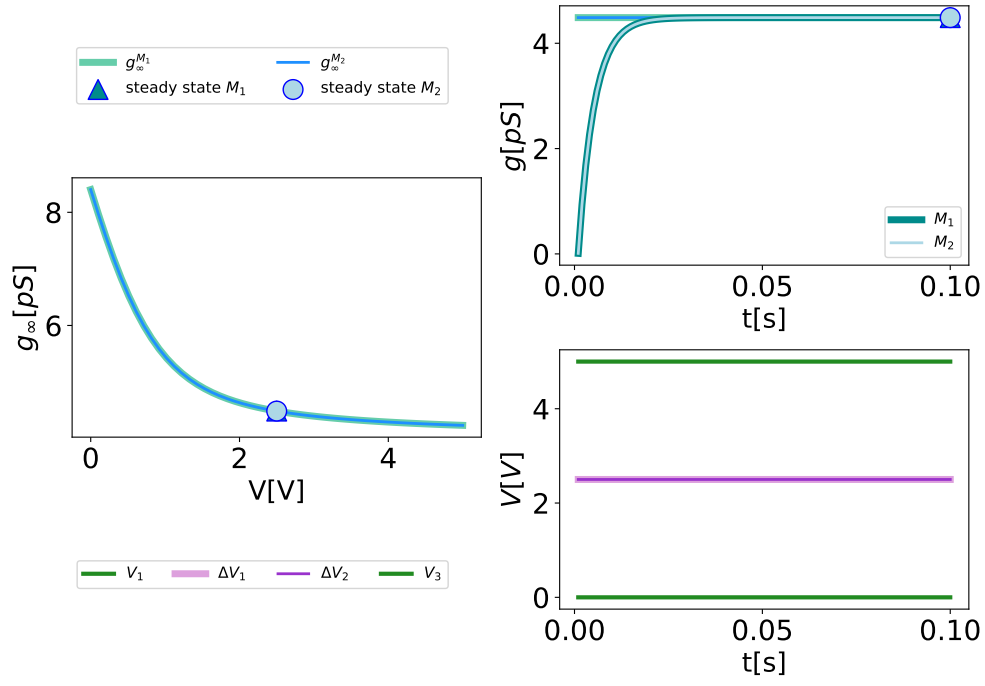 g∞^M₁ g∞^M₂
steady state M₁ steady state M₂
8
6
g∞[pS]
0 2 4
V[V]
V₁ ΔV₁ ΔV₂ V₃
4
2
0
g[pS]
M₁
M₂
0.00 0.05 0.10
t[s]
4
2
0
V[V]
0.00 0.05 0.10
t[s]